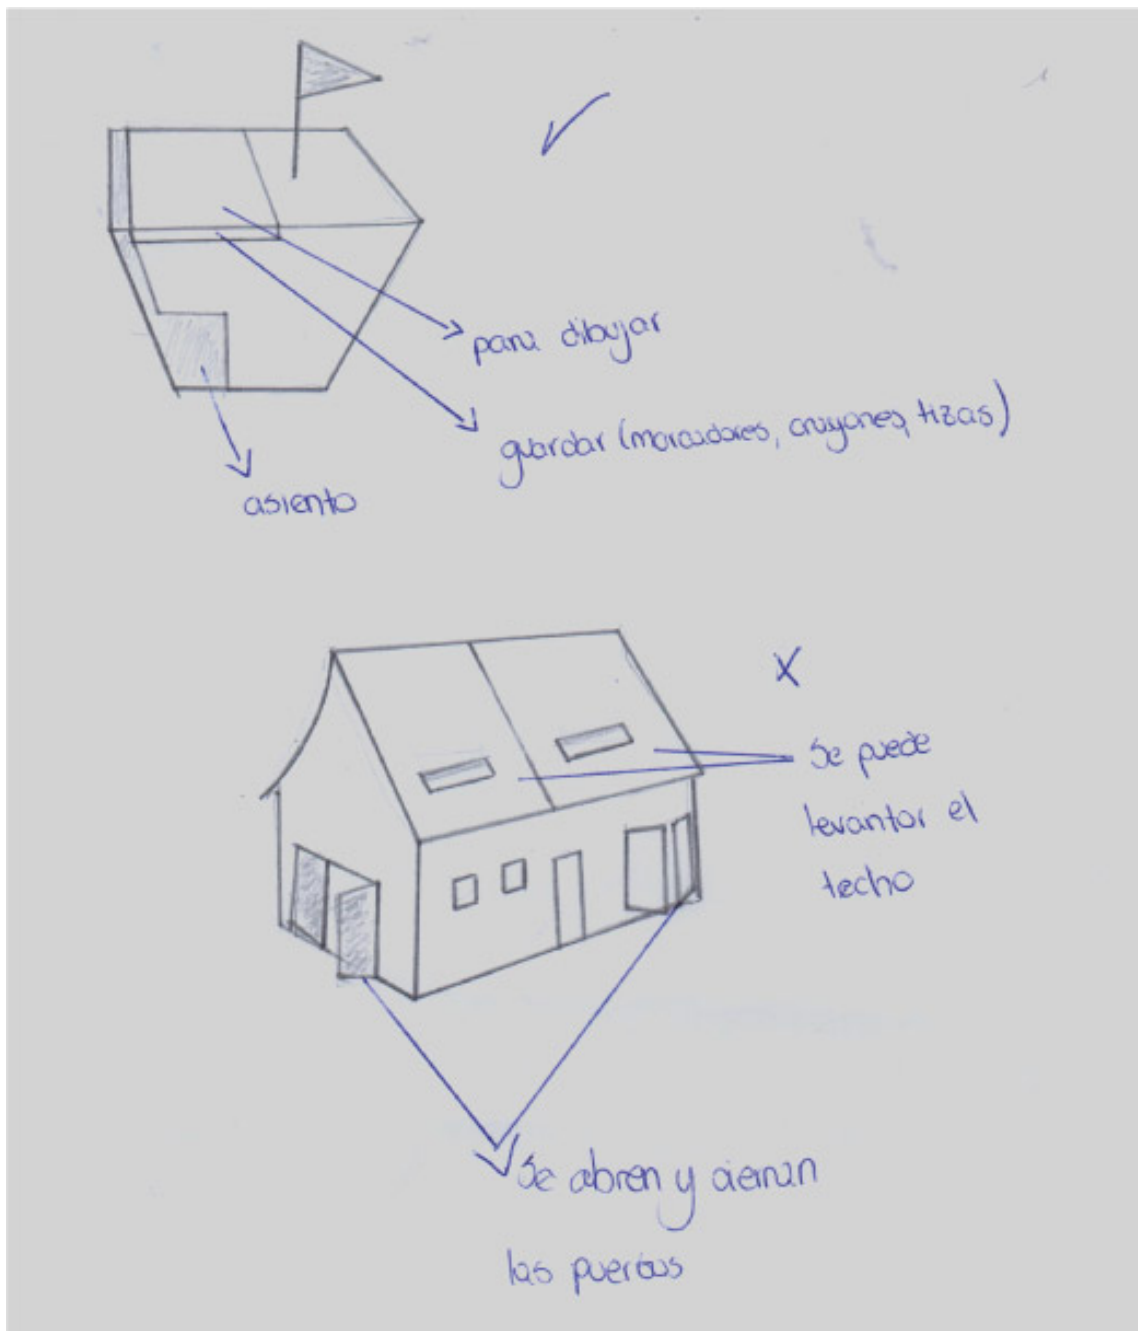 para dibujar
guardar (marcadores, crayones, tizas)
asiento
Se puede
levantar el
techo
Se abren y cierran
las puertas